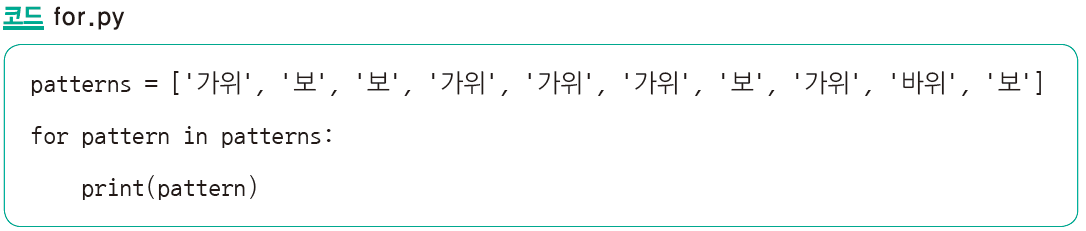 코드 for.py
patterns = ['가위', '보', '보', '가위', '가위', '가위', '보', '가위', '바위', '보']
for pattern in patterns:
    print(pattern)